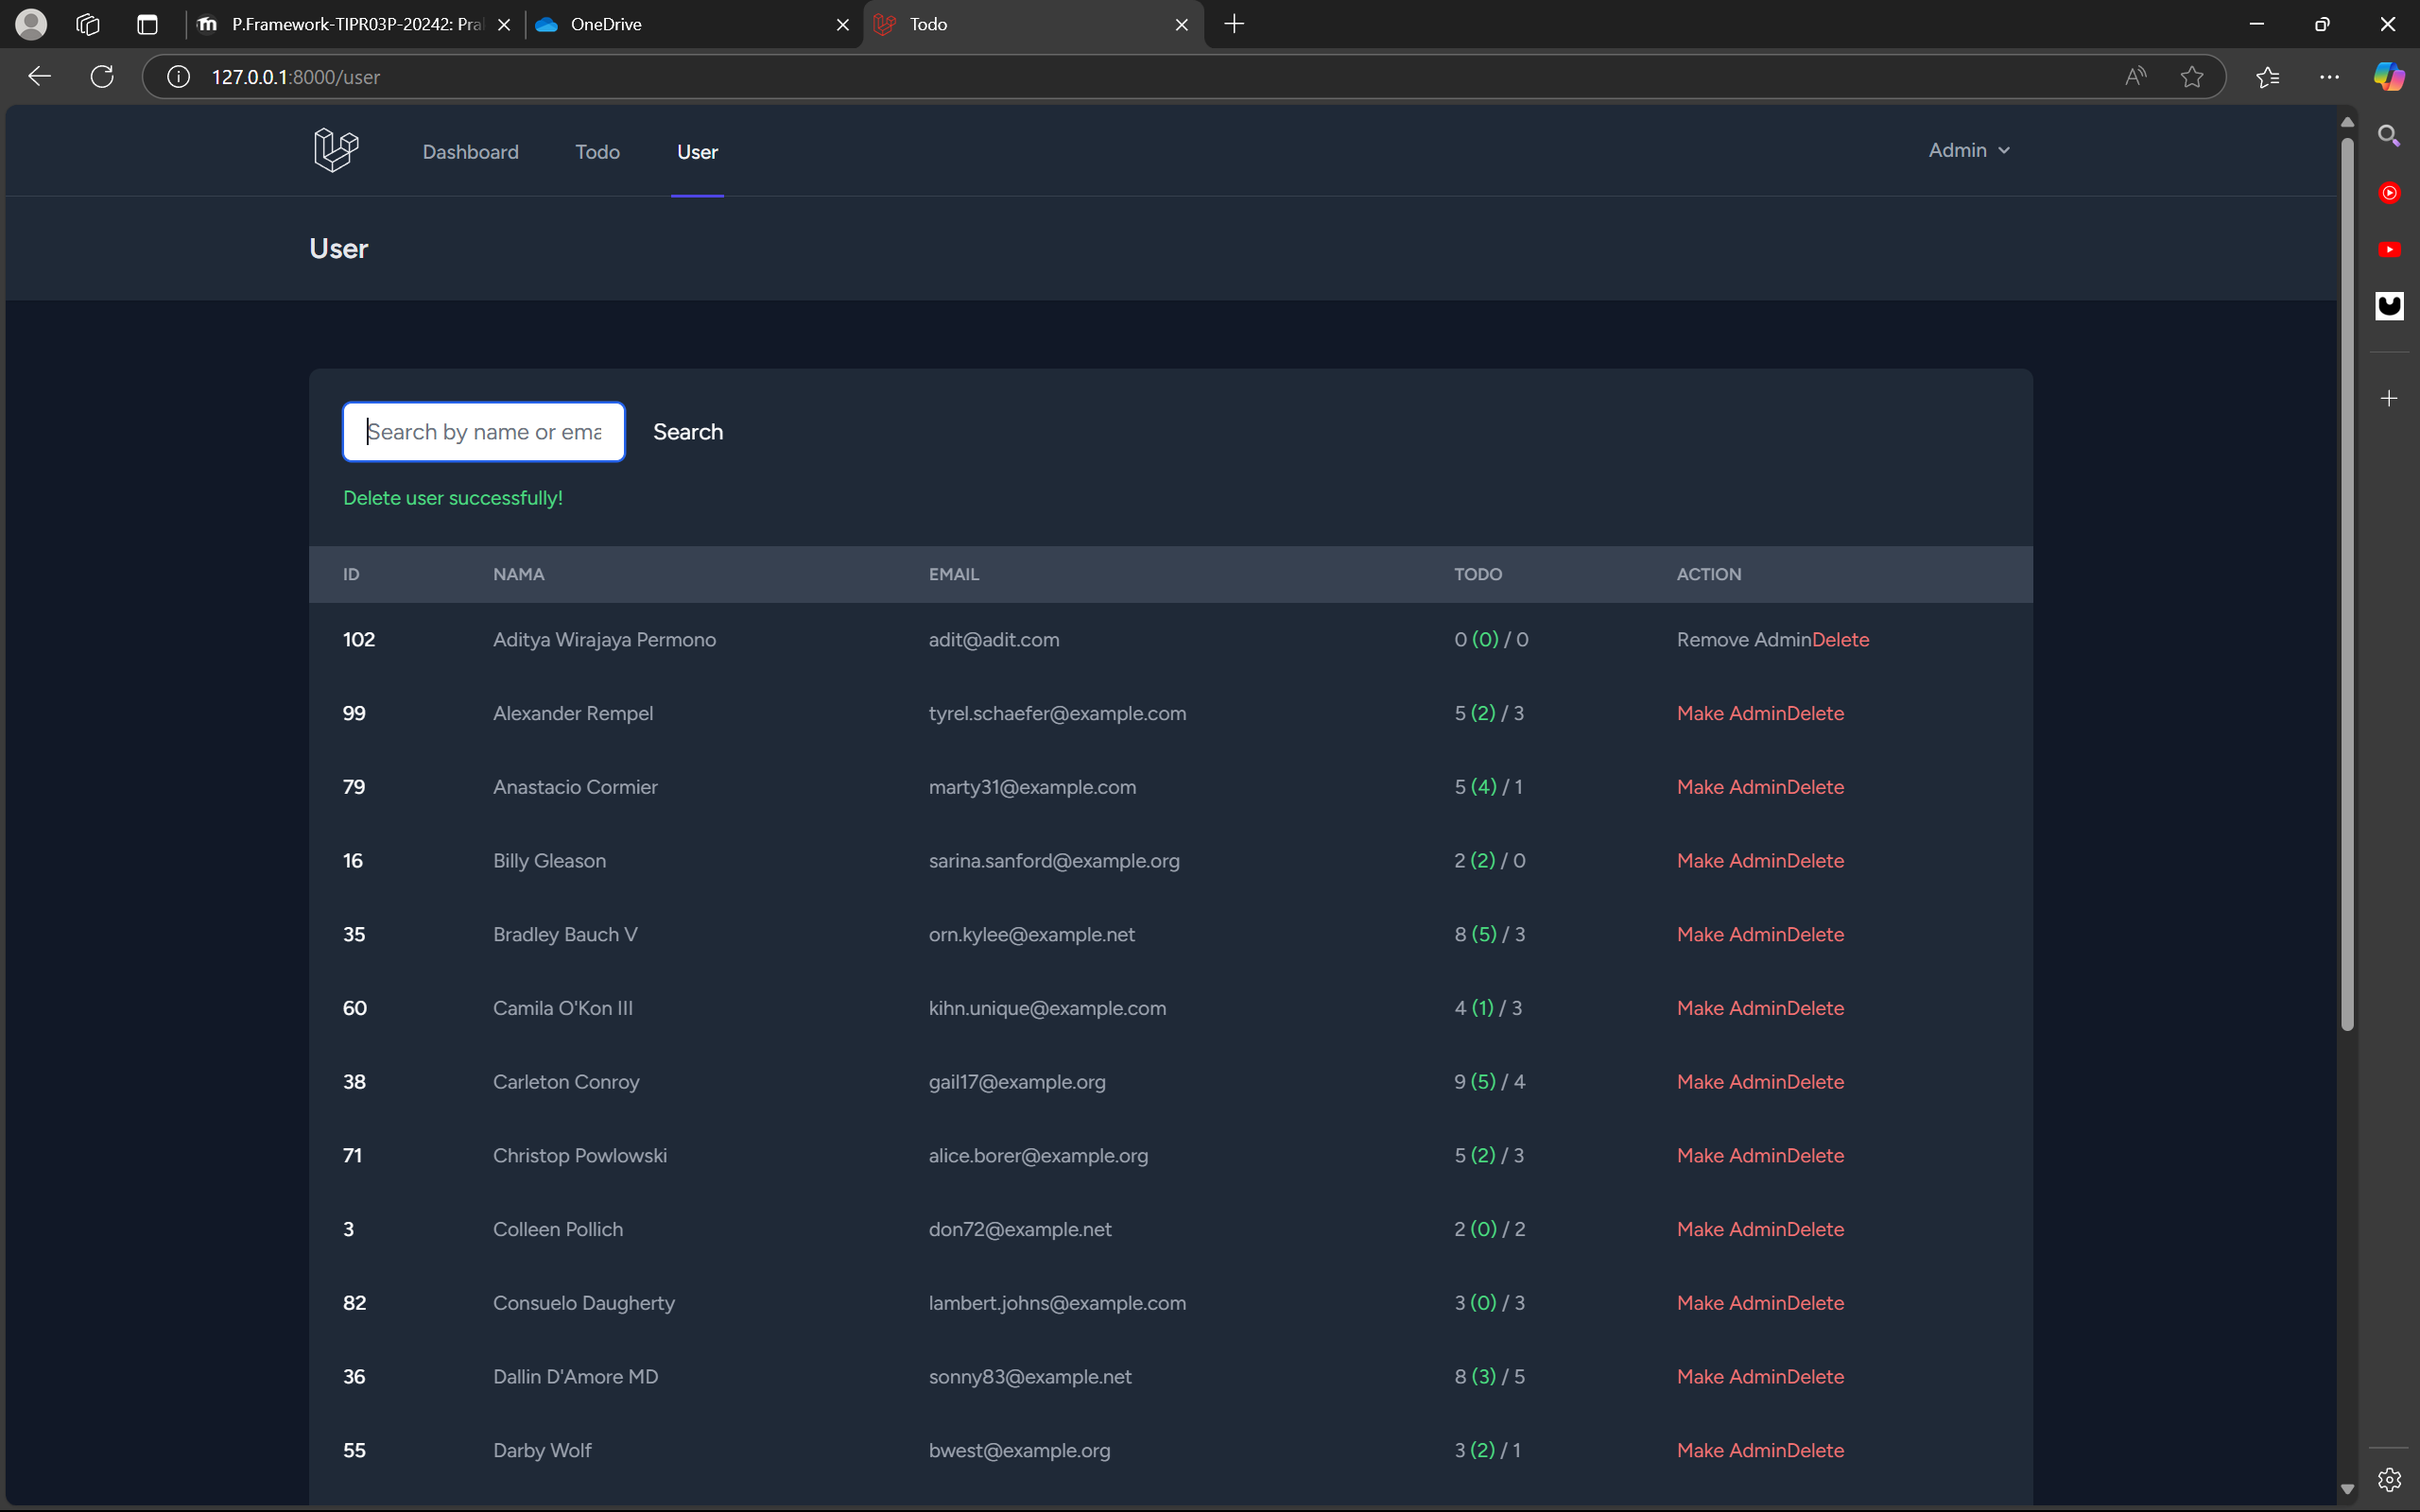 P.Framework-TIPR03P-20242: Pra
OneDrive
Todo
127.0.0.1:8000/user
Dashboard
Todo
User
Admin
User
Search by name or ema
Search
Delete user successfully!
ID NAMA EMAIL TODO ACTION
102 Aditya Wirajaya Permono adit@adit.com 0 (0) / 0 Remove AdminDelete
99 Alexander Rempel tyrel.schaefer@example.com 5 (2) / 3 Make AdminDelete
79 Anastacio Cormier marty31@example.com 5 (4) / 1 Make AdminDelete
16 Billy Gleason sarina.sanford@example.org 2 (2) / 0 Make AdminDelete
35 Bradley Bauch V orn.kylee@example.net 8 (5) / 3 Make AdminDelete
60 Camila O'Kon III kihn.unique@example.com 4 (1) / 3 Make AdminDelete
38 Carleton Conroy gail17@example.org 9 (5) / 4 Make AdminDelete
71 Christop Powlowski alice.borer@example.org 5 (2) / 3 Make AdminDelete
3 Colleen Pollich don72@example.net 2 (0) / 2 Make AdminDelete
82 Consuelo Daugherty lambert.johns@example.com 3 (0) / 3 Make AdminDelete
36 Dallin D'Amore MD sonny83@example.net 8 (3) / 5 Make AdminDelete
55 Darby Wolf bwest@example.org 3 (2) / 1 Make AdminDelete